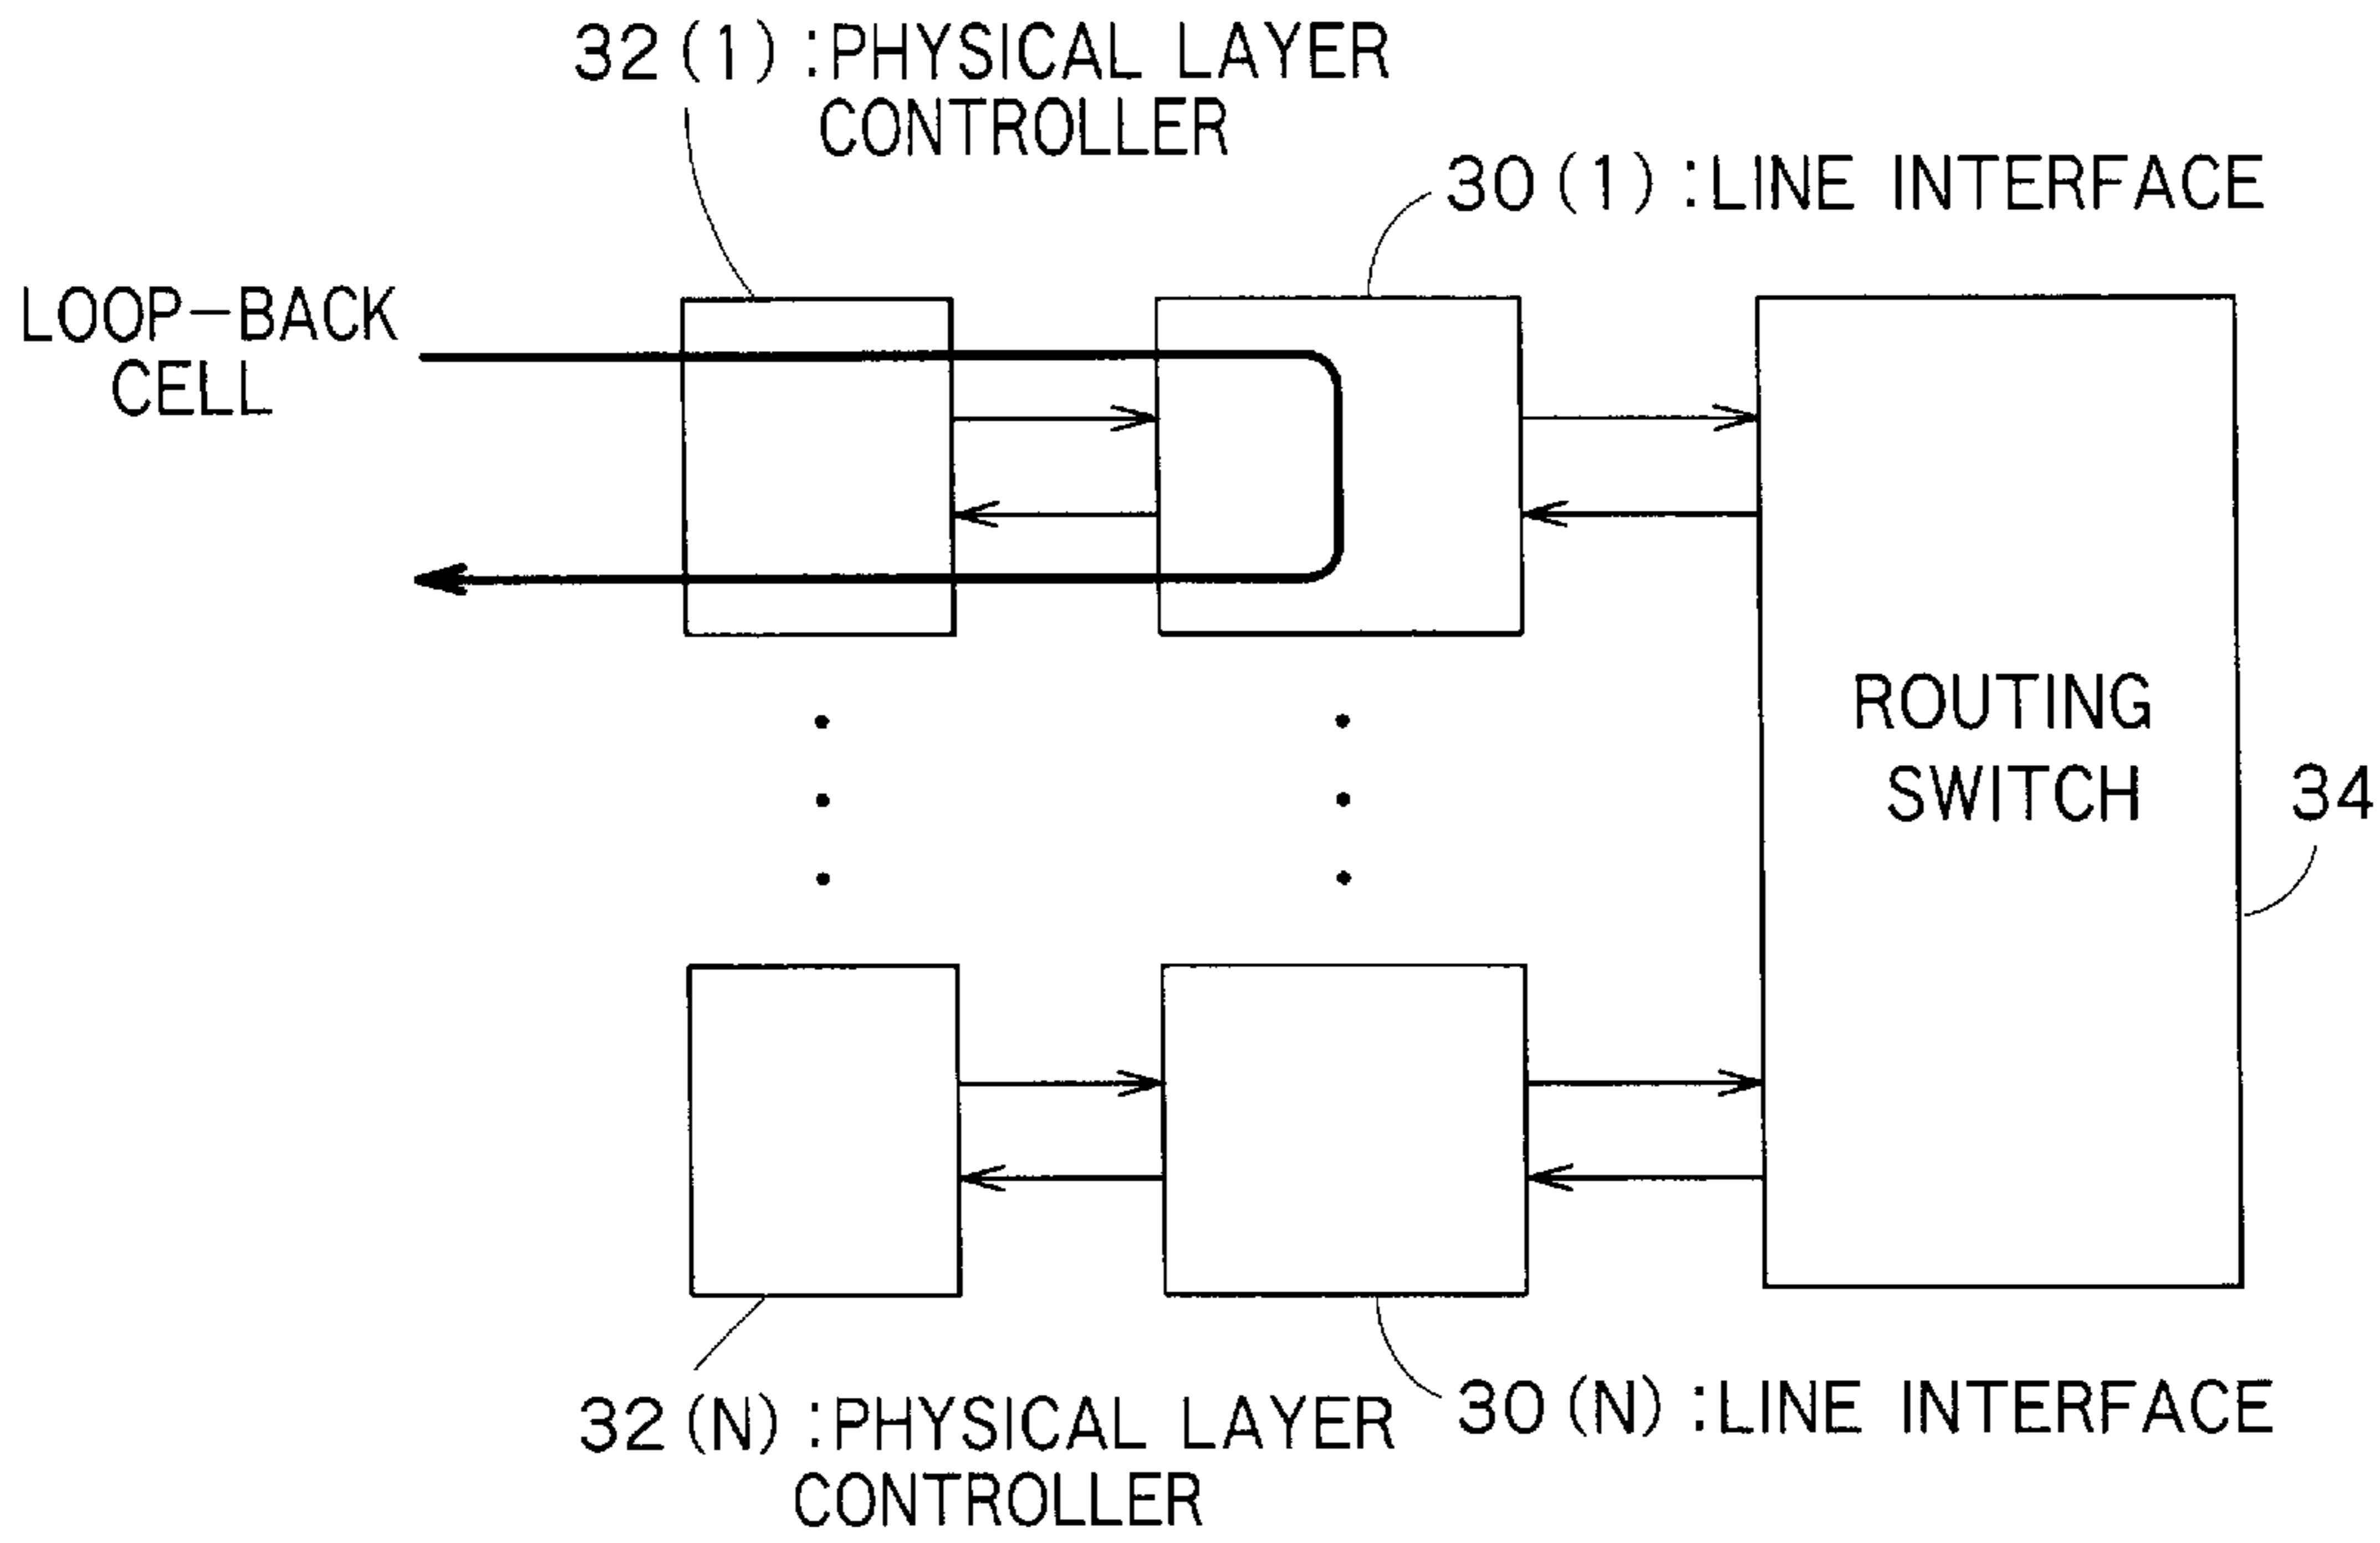 32(1):PHYSICAL LAYER
CONTROLLER
30(1):LINE INTERFACE
LOOP-BACK
CELL
ROUTING
SWITCH
34
32(N):PHYSICAL LAYER
CONTROLLER
30(N):LINE INTERFACE